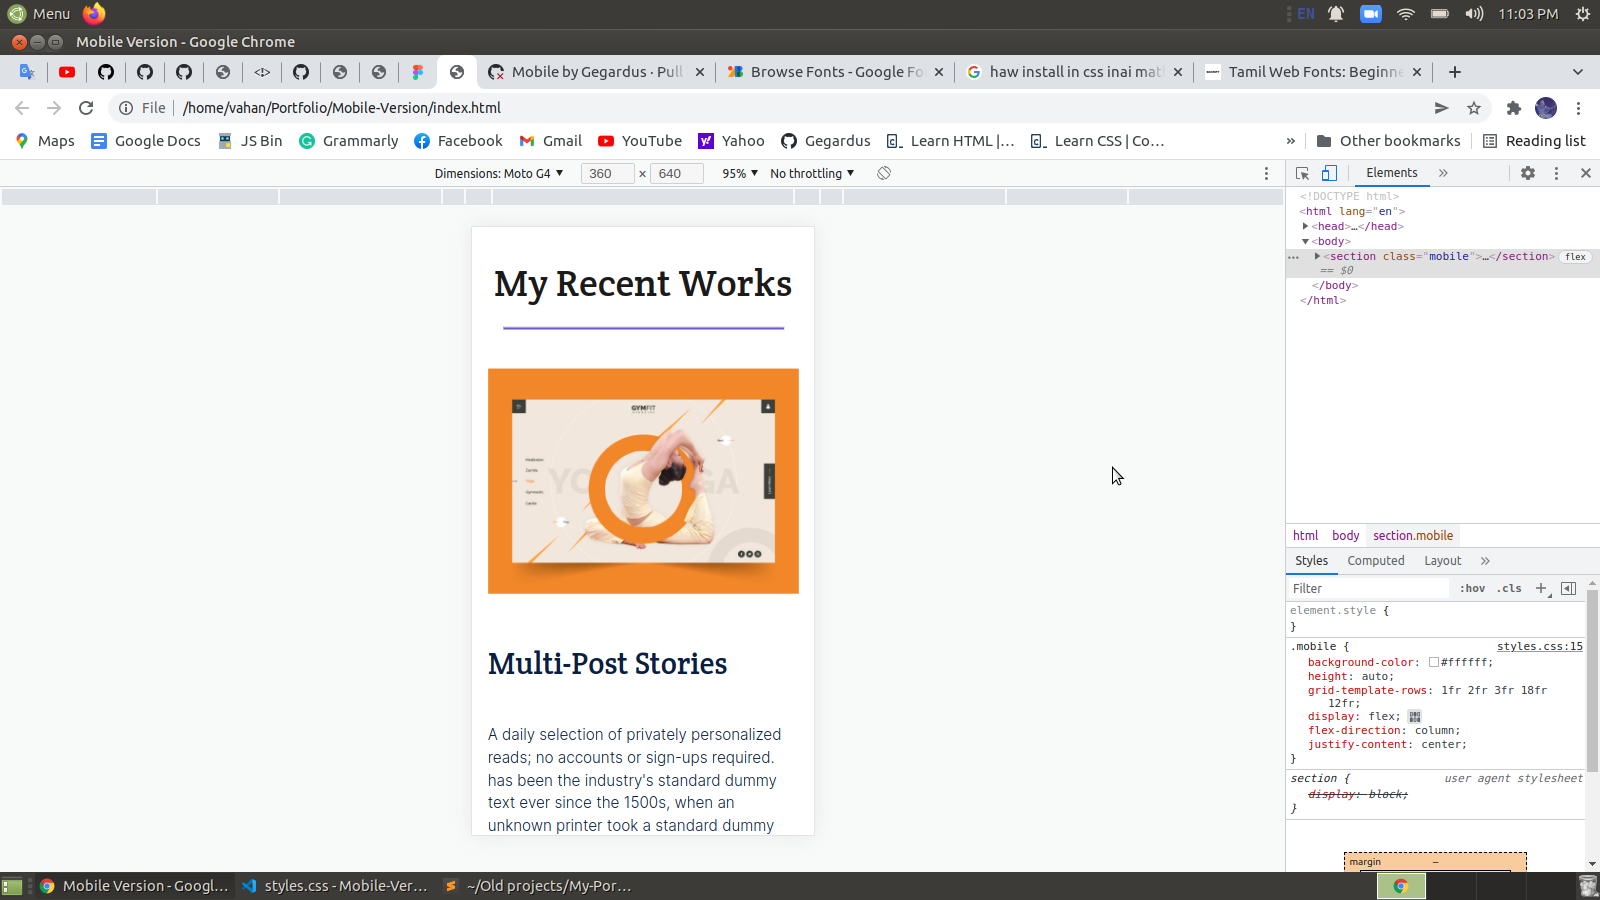 Menu
EN
11:03 PM
Mobile Version - Google Chrome
Mobile by Gegardus · Pull
Browse Fonts - Google Fo
haw install in css inai mat
Tamil Web Fonts: Beginne
File
/home/vahan/Portfolio/Mobile-Version/index.html
Maps
Google Docs
JS Bin
Grammarly
Facebook
Gmail
YouTube
Yahoo
Gegardus
Learn HTML |...
Learn CSS | Co...
»
Other bookmarks
Reading list
Dimensions: Moto G4
360 × 640
95%
No throttling
Elements
»
<!DOCTYPE html>
<html lang="en">
<head>…</head>
<body>
<section class="mobile">…</section> flex
== $0
</body>
</html>
My Recent Works
GYMFIT
YO GA
Multi-Post Stories
A daily selection of privately personalized
reads; no accounts or sign-ups required.
has been the industry's standard dummy
text ever since the 1500s, when an
unknown printer took a standard dummy
html body section.mobile
Styles Computed Layout »
Filter :hov .cls
element.style {
}
.mobile { styles.css:15
background-color: #ffffff;
height: auto;
grid-template-rows: 1fr 2fr 3fr 18fr
12fr;
display: flex;
flex-direction: column;
justify-content: center;
}
section { user agent stylesheet
display: block;
}
margin –
Mobile Version - Googl...
styles.css - Mobile-Ver...
~/Old projects/My-Por...